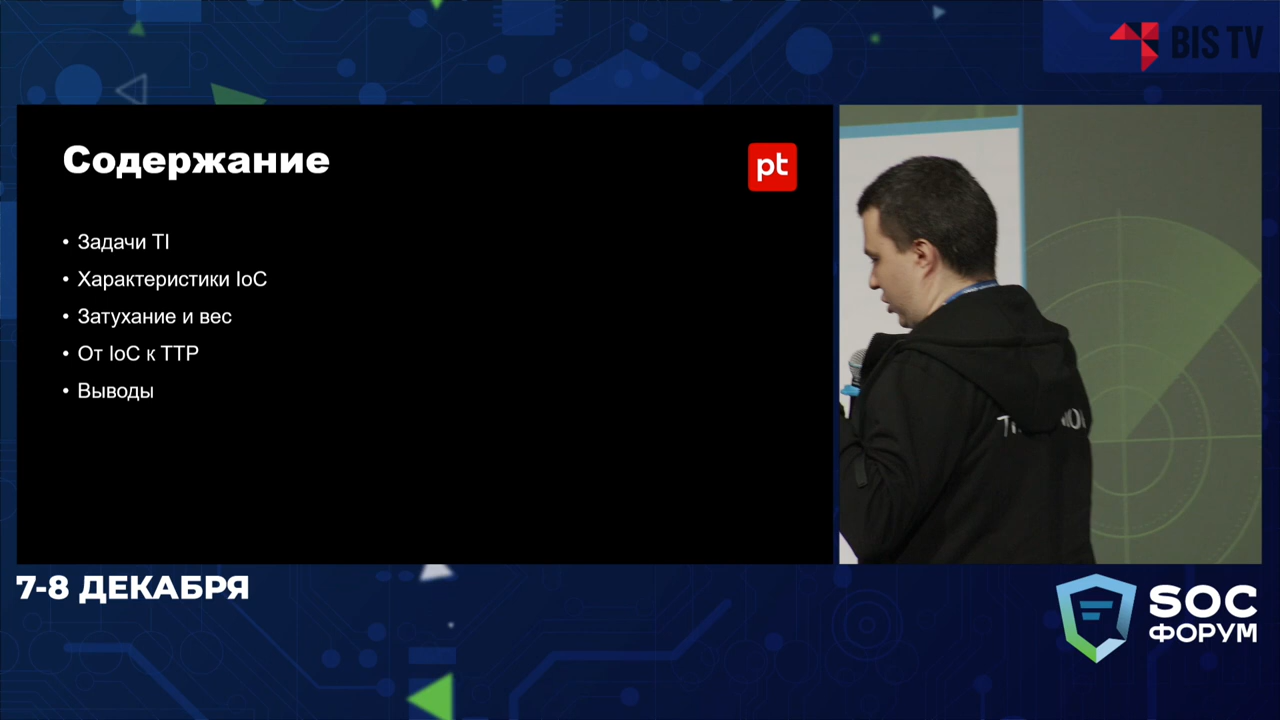 BIS TV
Содержание
pt
• Задачи TI
• Характеристики IoC
• Затухание и вес
• От IoC к TTP
• Выводы
7-8 ДЕКАБРЯ
SOC
ФОРУМ